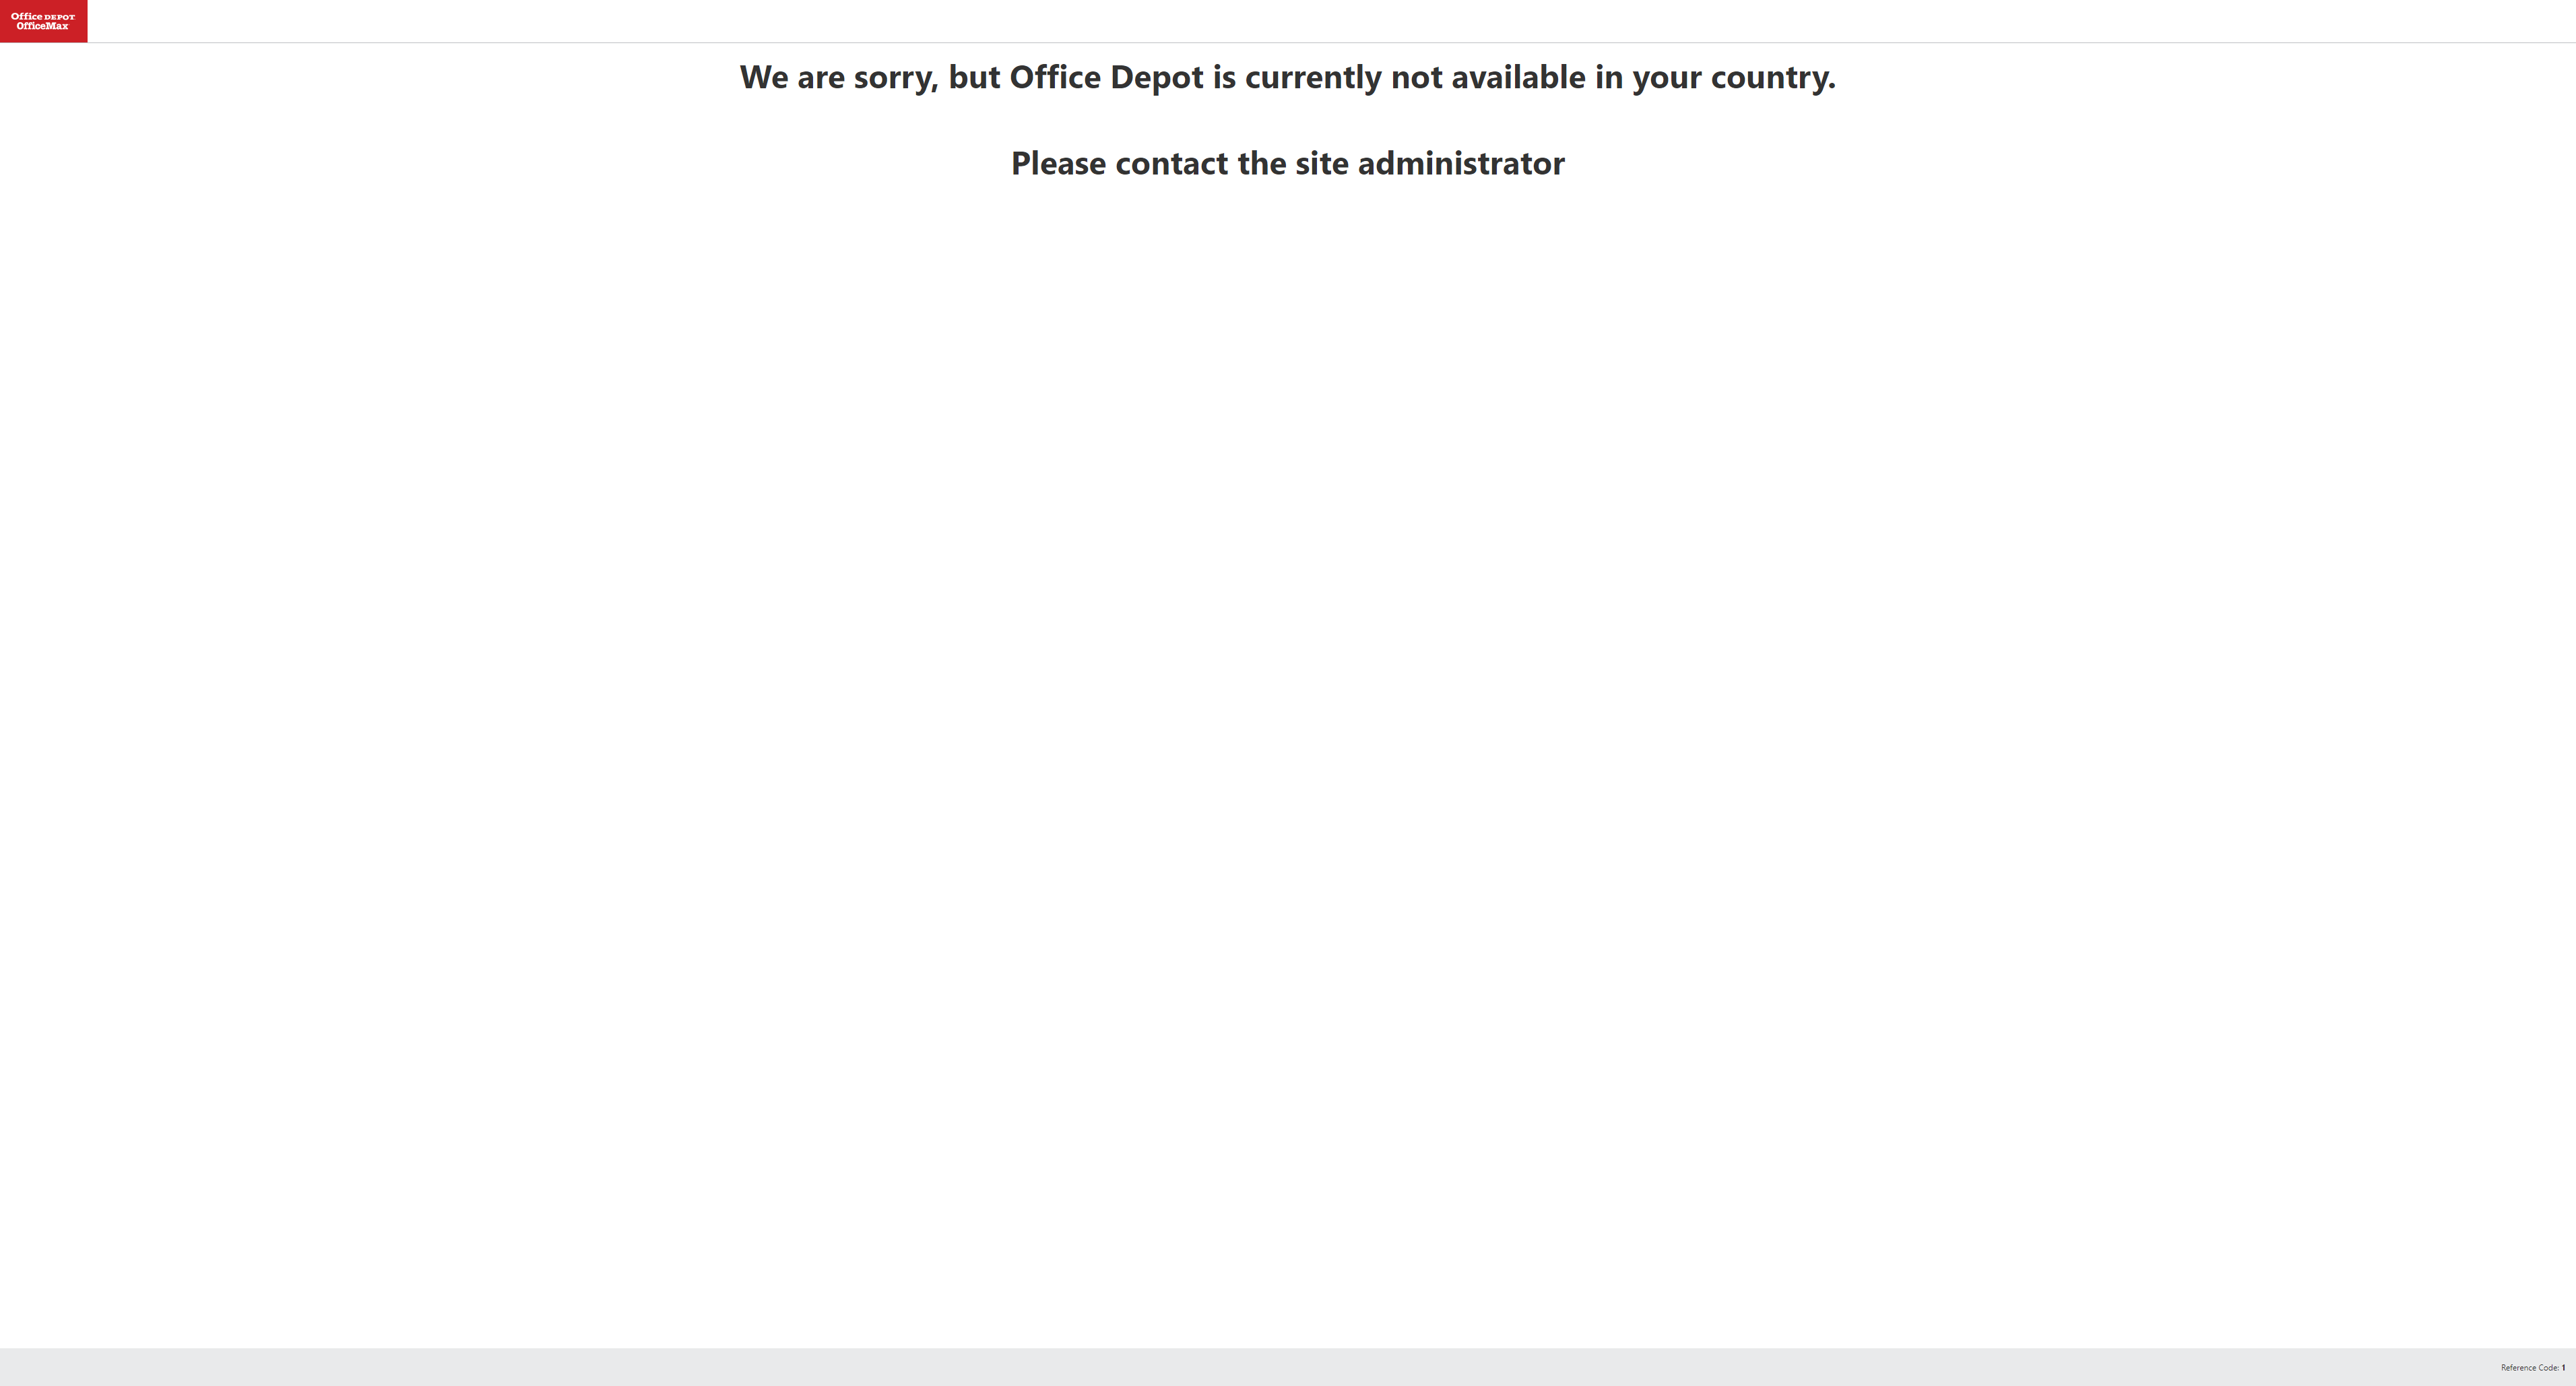 Office DEPOT
OfficeMax
We are sorry, but Office Depot is currently not available in your country.
Please contact the site administrator
Reference Code: 1